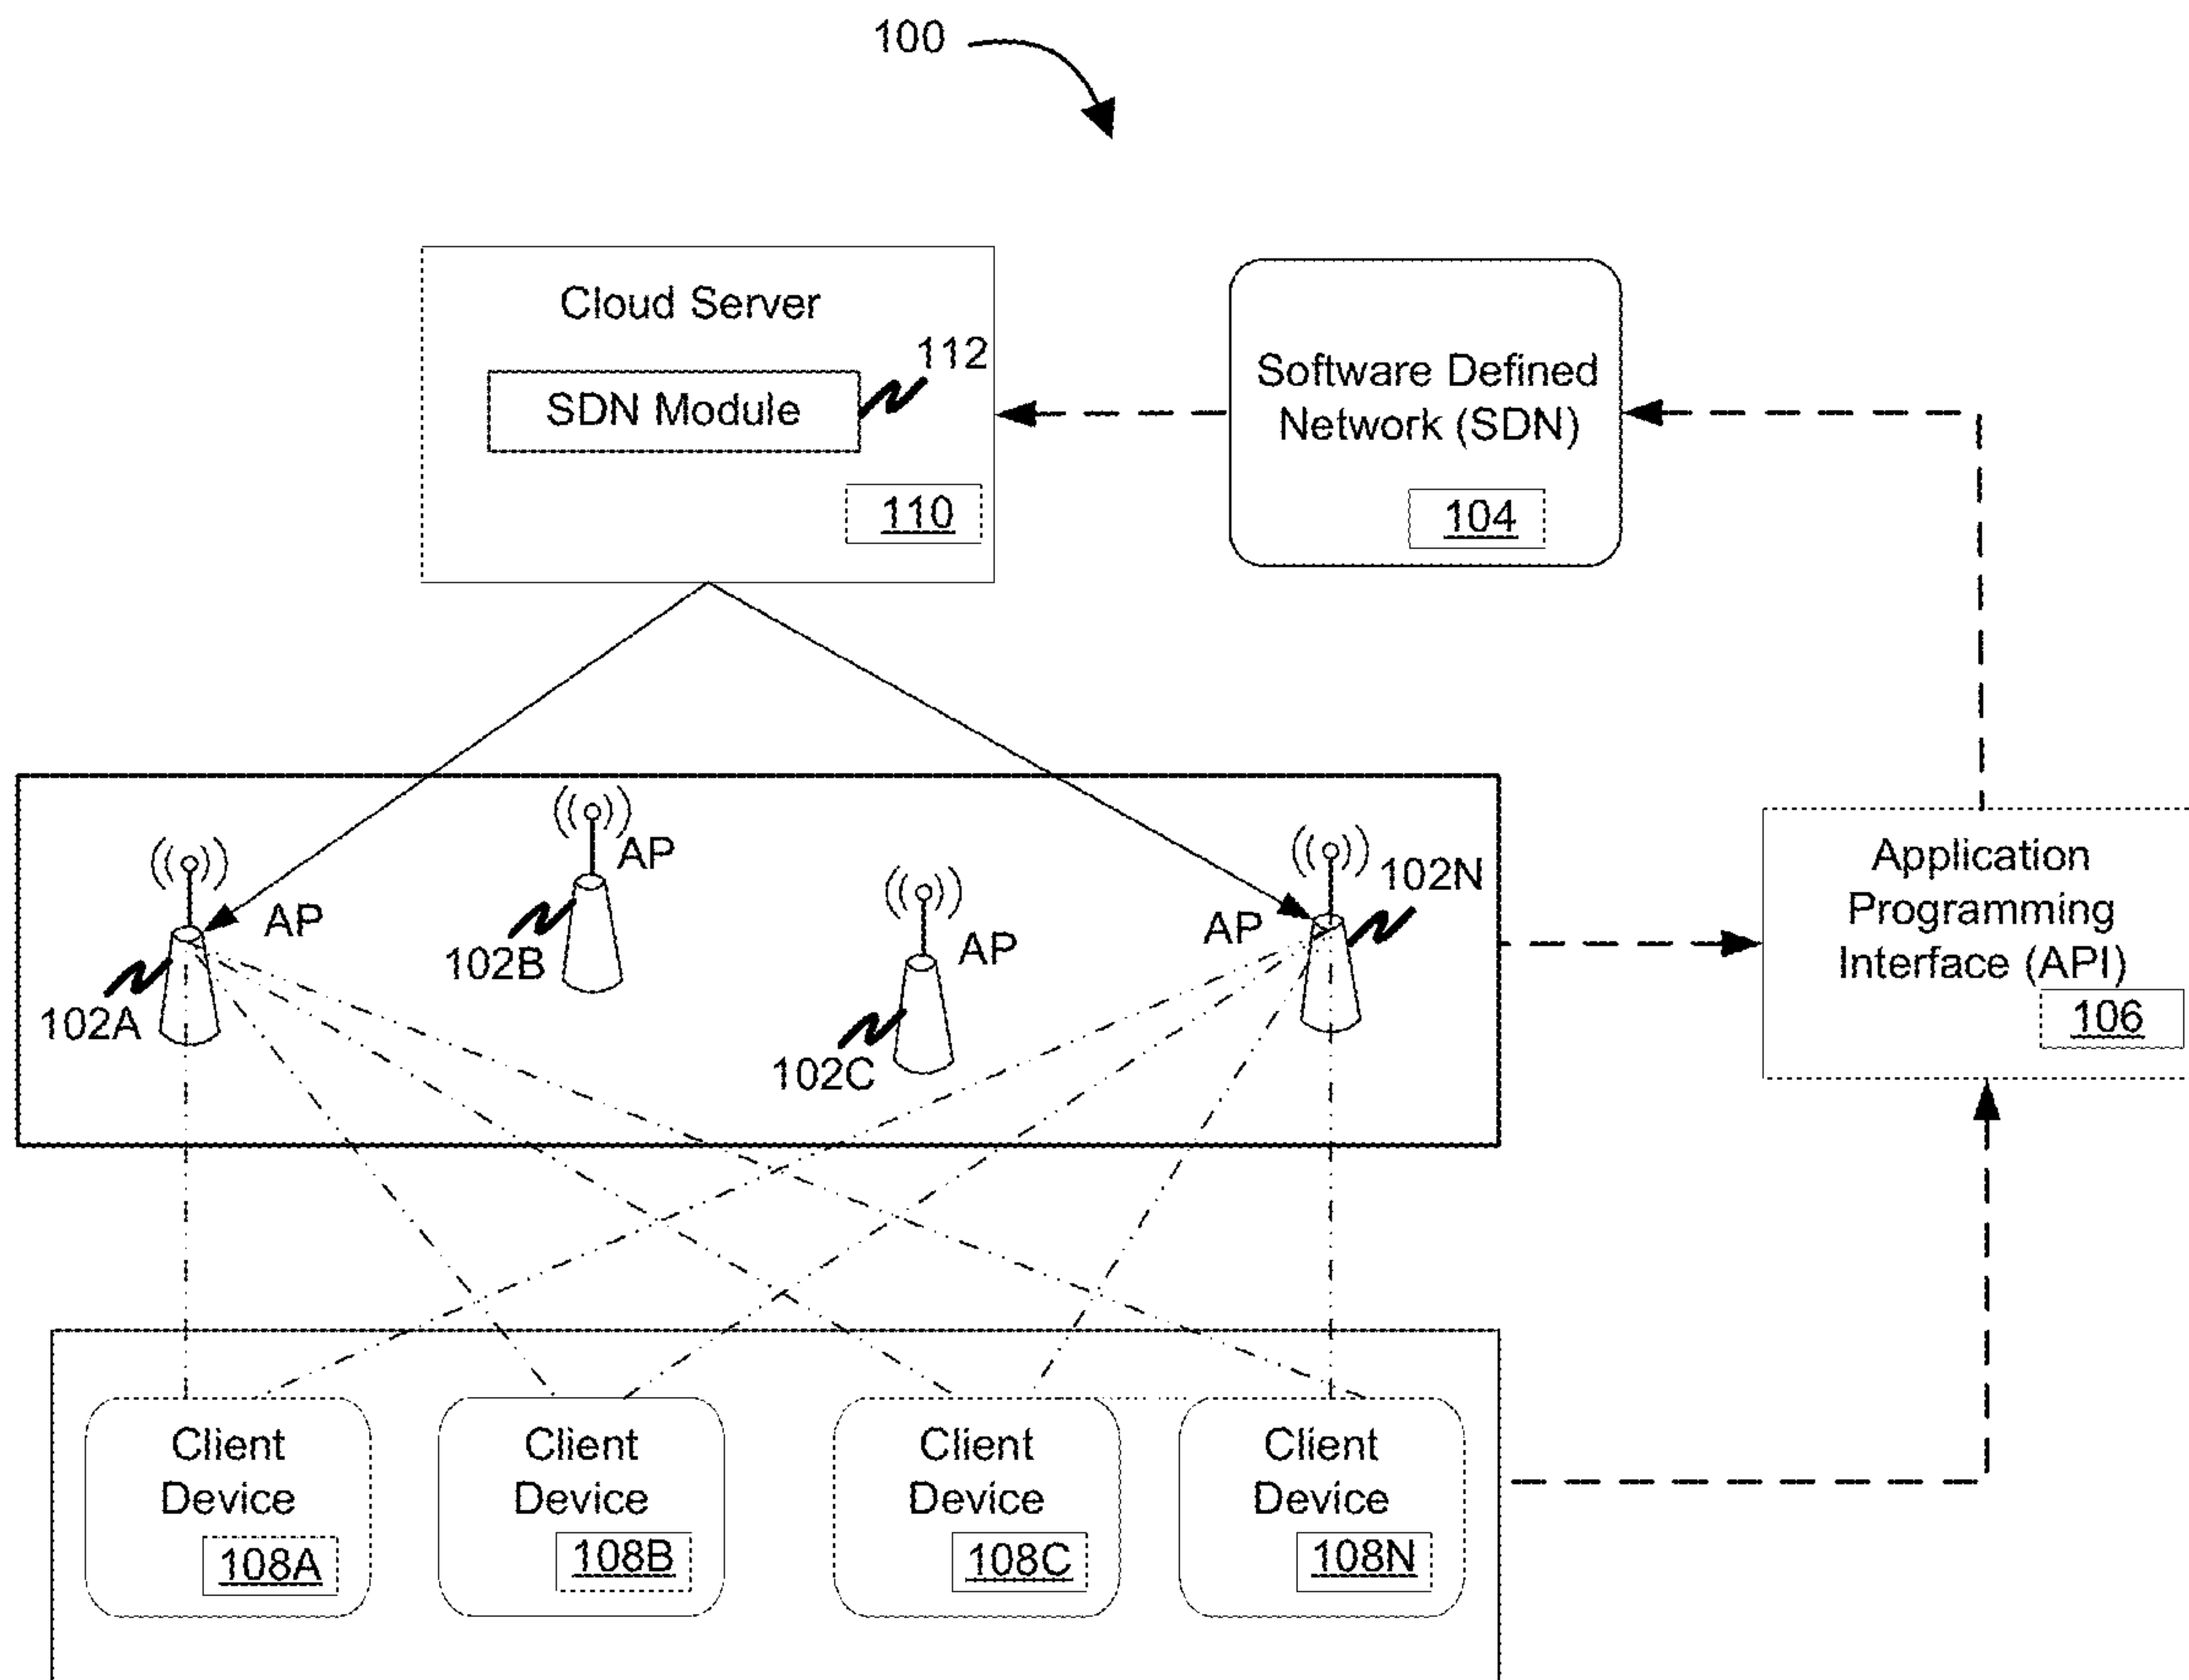 100
Cloud Server
112
SDN Module
110
Software Defined
Network (SDN)
104
AP
102A
AP
102B
AP
102C
AP
102N
Application
Programming
Interface (API)
106
Client
Device
108A
Client
Device
108B
Client
Device
108C
Client
Device
108N